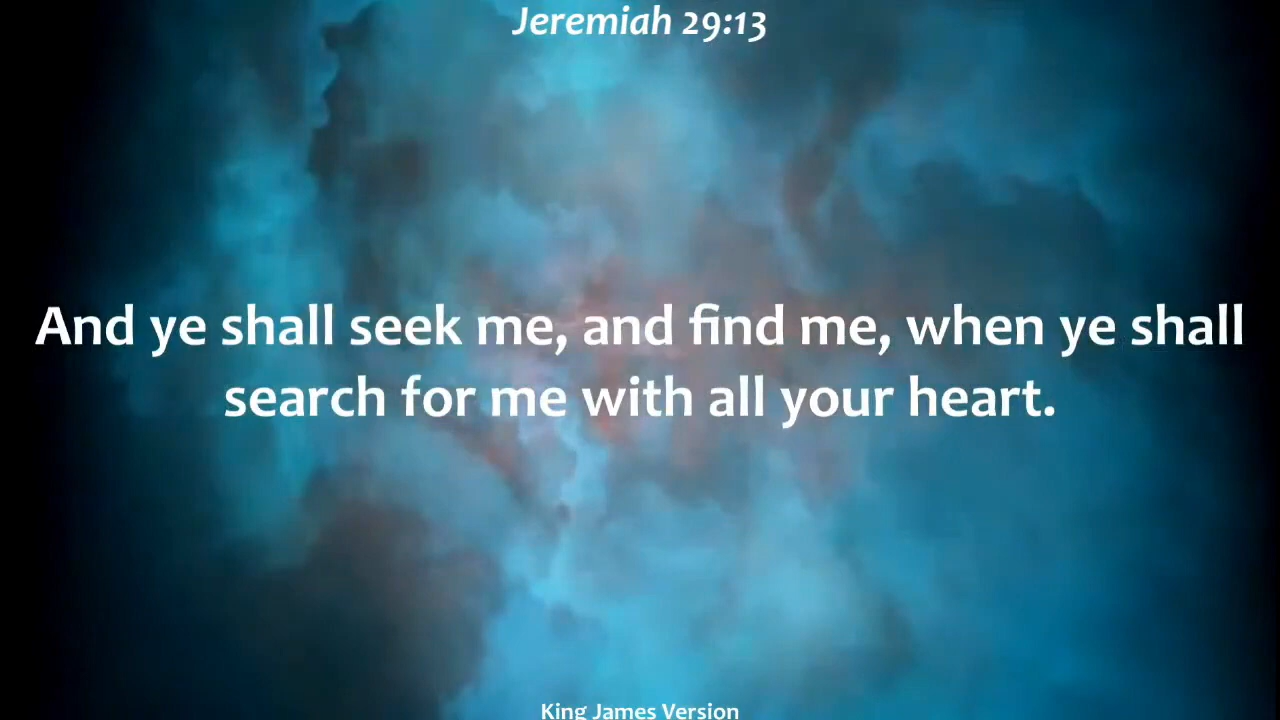 Jeremiah 29:13
And ye shall seek me, and find me, when ye shall
search for me with all your heart.
King James Version